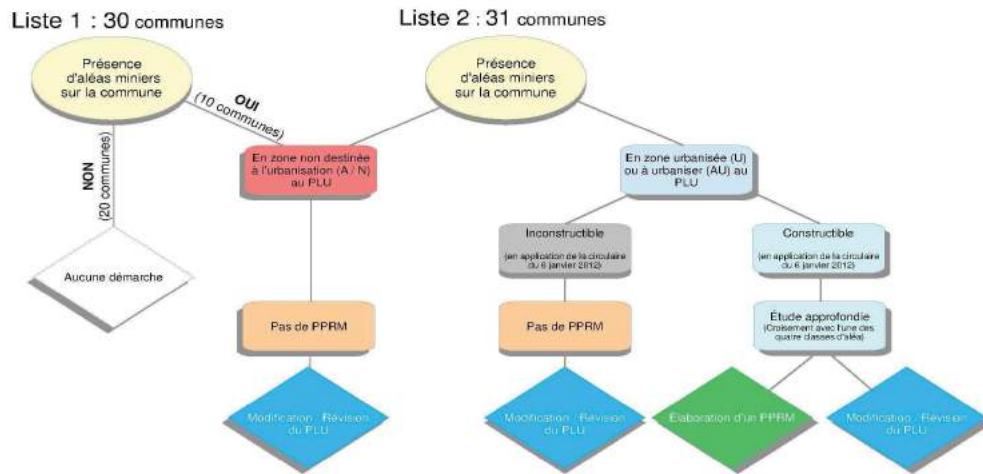 Liste 1 : 30 communes
Liste 2 : 31 communes
Présence
d'aléas miniers
sur la commune
Présence
d'aléas miniers
sur la commune
OUI
(10 communes)
NON
(20 communes)
En zone non destinée
à l'urbanisation (A / N)
au PLU
En zone urbanisée (U)
ou à urbaniser (AU) au
PLU
Aucune démarche
Inconstructible
(en application de la circulaire
du 6 janvier 2012)
Constructible
(en application de la circulaire
du 6 janvier 2012)
Pas de PPRM
Pas de PPRM
Étude approfondie
(Croisement avec l'une des
quatre classes d'aléa)
Modification / Révision
du PLU
Modification / Révision
du PLU
Élaboration d'un PPRM
Modification / Révision
du PLU